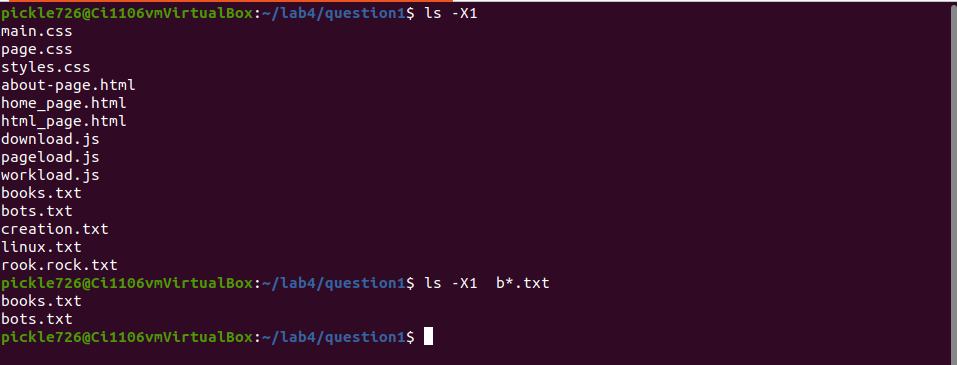 pickle726@Ci1106vmVirtualBox:~/lab4/question1$ ls -X1
main.css
page.css
styles.css
about-page.html
home_page.html
html_page.html
download.js
pageload.js
workload.js
books.txt
bots.txt
creation.txt
linux.txt
rook.rock.txt
pickle726@Ci1106vmVirtualBox:~/lab4/question1$ ls -X1  b*.txt
books.txt
bots.txt
pickle726@Ci1106vmVirtualBox:~/lab4/question1$